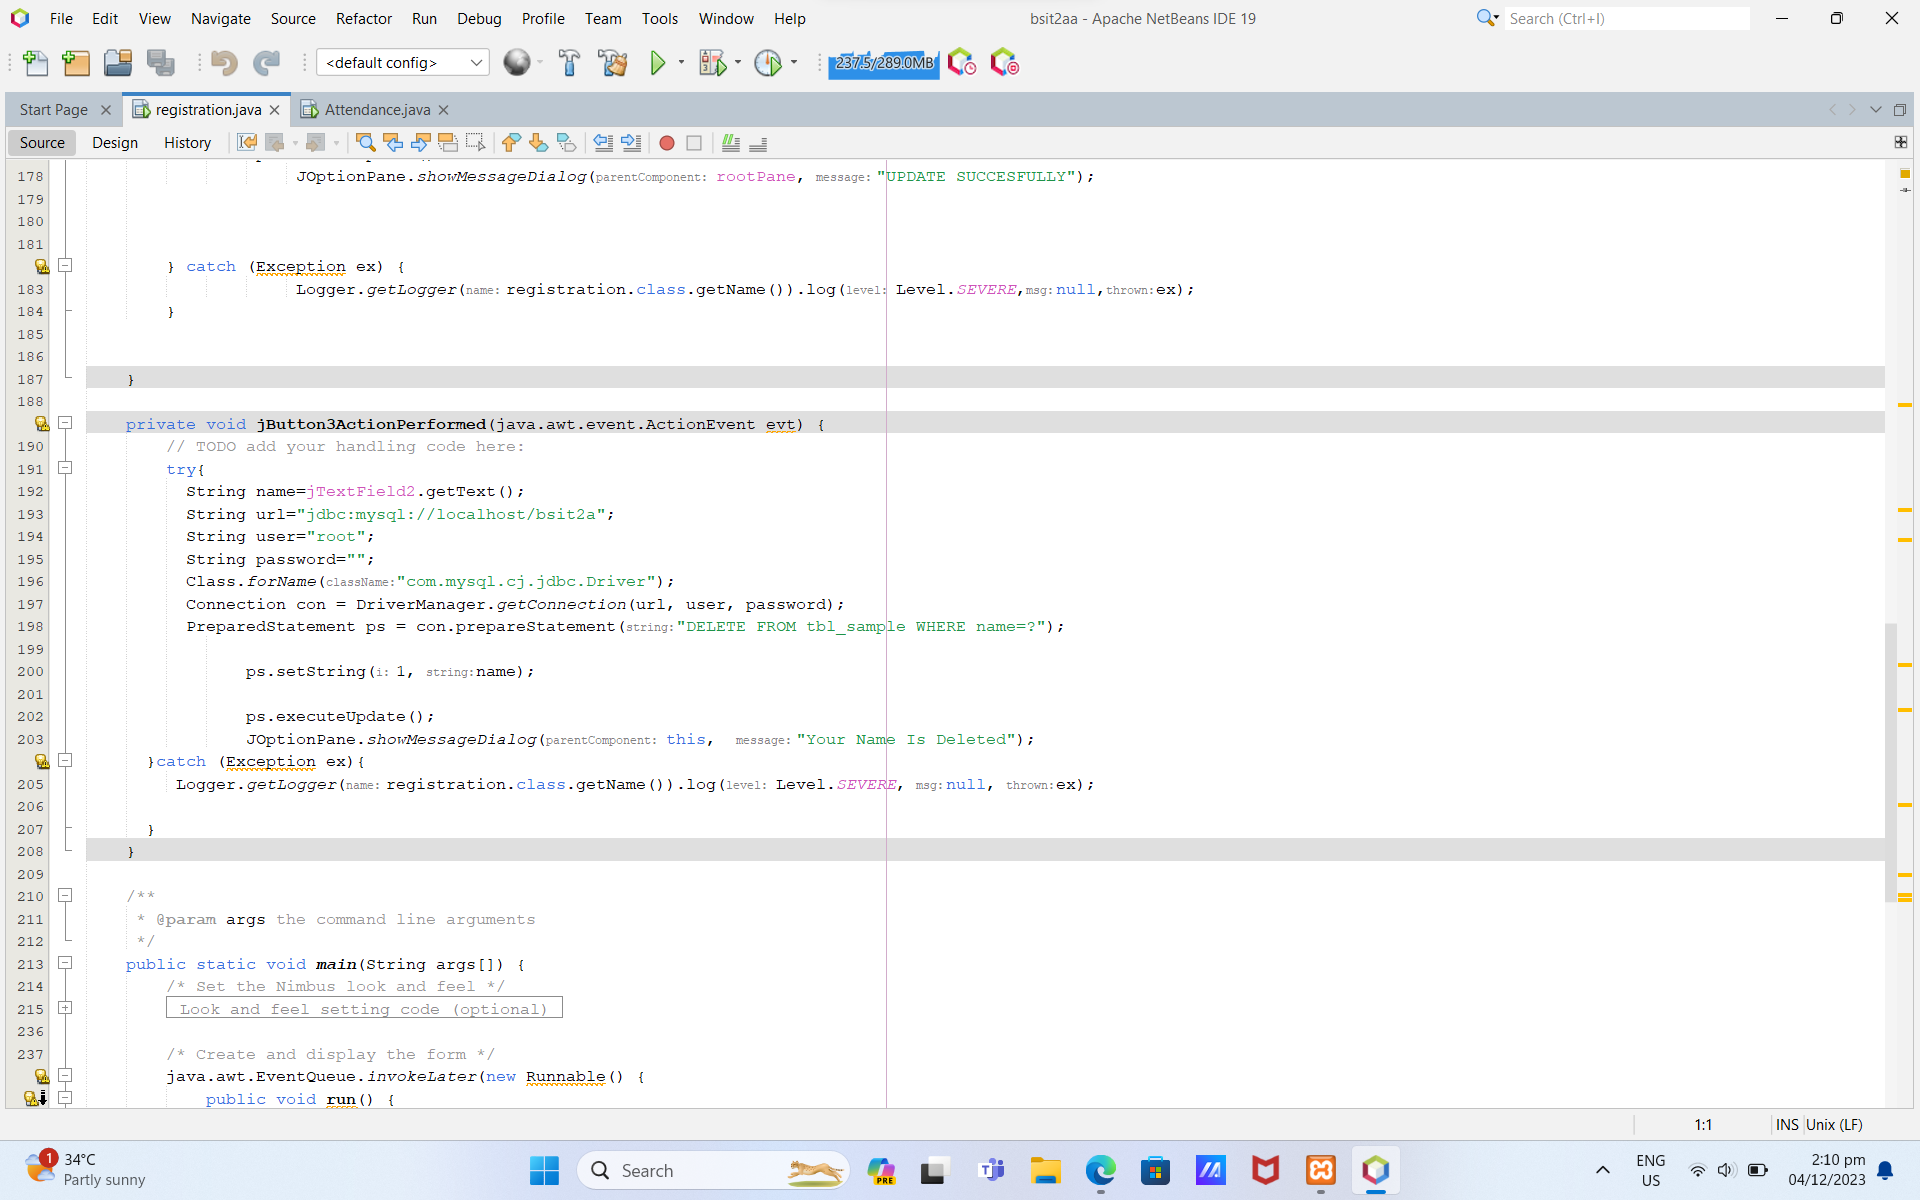 File Edit View Navigate Source Refactor Run Debug Profile Team Tools Window Help bsit2aa - Apache NetBeans IDE 19 Search (Ctrl+I)
<default config> 237.5/289.0MB
Start Page registration.java Attendance.java
Source Design History
178 JOptionPane.showMessageDialog(parentComponent: rootPane, message: "UPDATE SUCCESFULLY");
179
180
181
} catch (Exception ex) {
183 Logger.getLogger(name: registration.class.getName()).log(level: Level.SEVERE,msg:null,thrown:ex);
184 }
185
186
187 }
188
private void jButton3ActionPerformed(java.awt.event.ActionEvent evt) {
190 // TODO add your handling code here:
191 try{
192 String name=jTextField2.getText();
193 String url="jdbc:mysql://localhost/bsit2a";
194 String user="root";
195 String password="";
196 Class.forName(className:"com.mysql.cj.jdbc.Driver");
197 Connection con = DriverManager.getConnection(url, user, password);
198 PreparedStatement ps = con.prepareStatement(string:"DELETE FROM tbl_sample WHERE name=?");
199
200 ps.setString(i: 1, string:name);
201
202 ps.executeUpdate();
203 JOptionPane.showMessageDialog(parentComponent: this, message: "Your Name Is Deleted");
}catch (Exception ex){
205 Logger.getLogger(name: registration.class.getName()).log(level: Level.SEVERE, msg:null, thrown:ex);
206
207 }
208 }
209
210 /**
211 * @param args the command line arguments
212 */
213 public static void main(String args[]) {
214 /* Set the Nimbus look and feel */
215 Look and feel setting code (optional)
236
237 /* Create and display the form */
java.awt.EventQueue.invokeLater(new Runnable() {
public void run() {
1:1 INS Unix (LF)
1 34°C
Partly sunny
Search
PRE
ENG
US
2:10 pm
04/12/2023